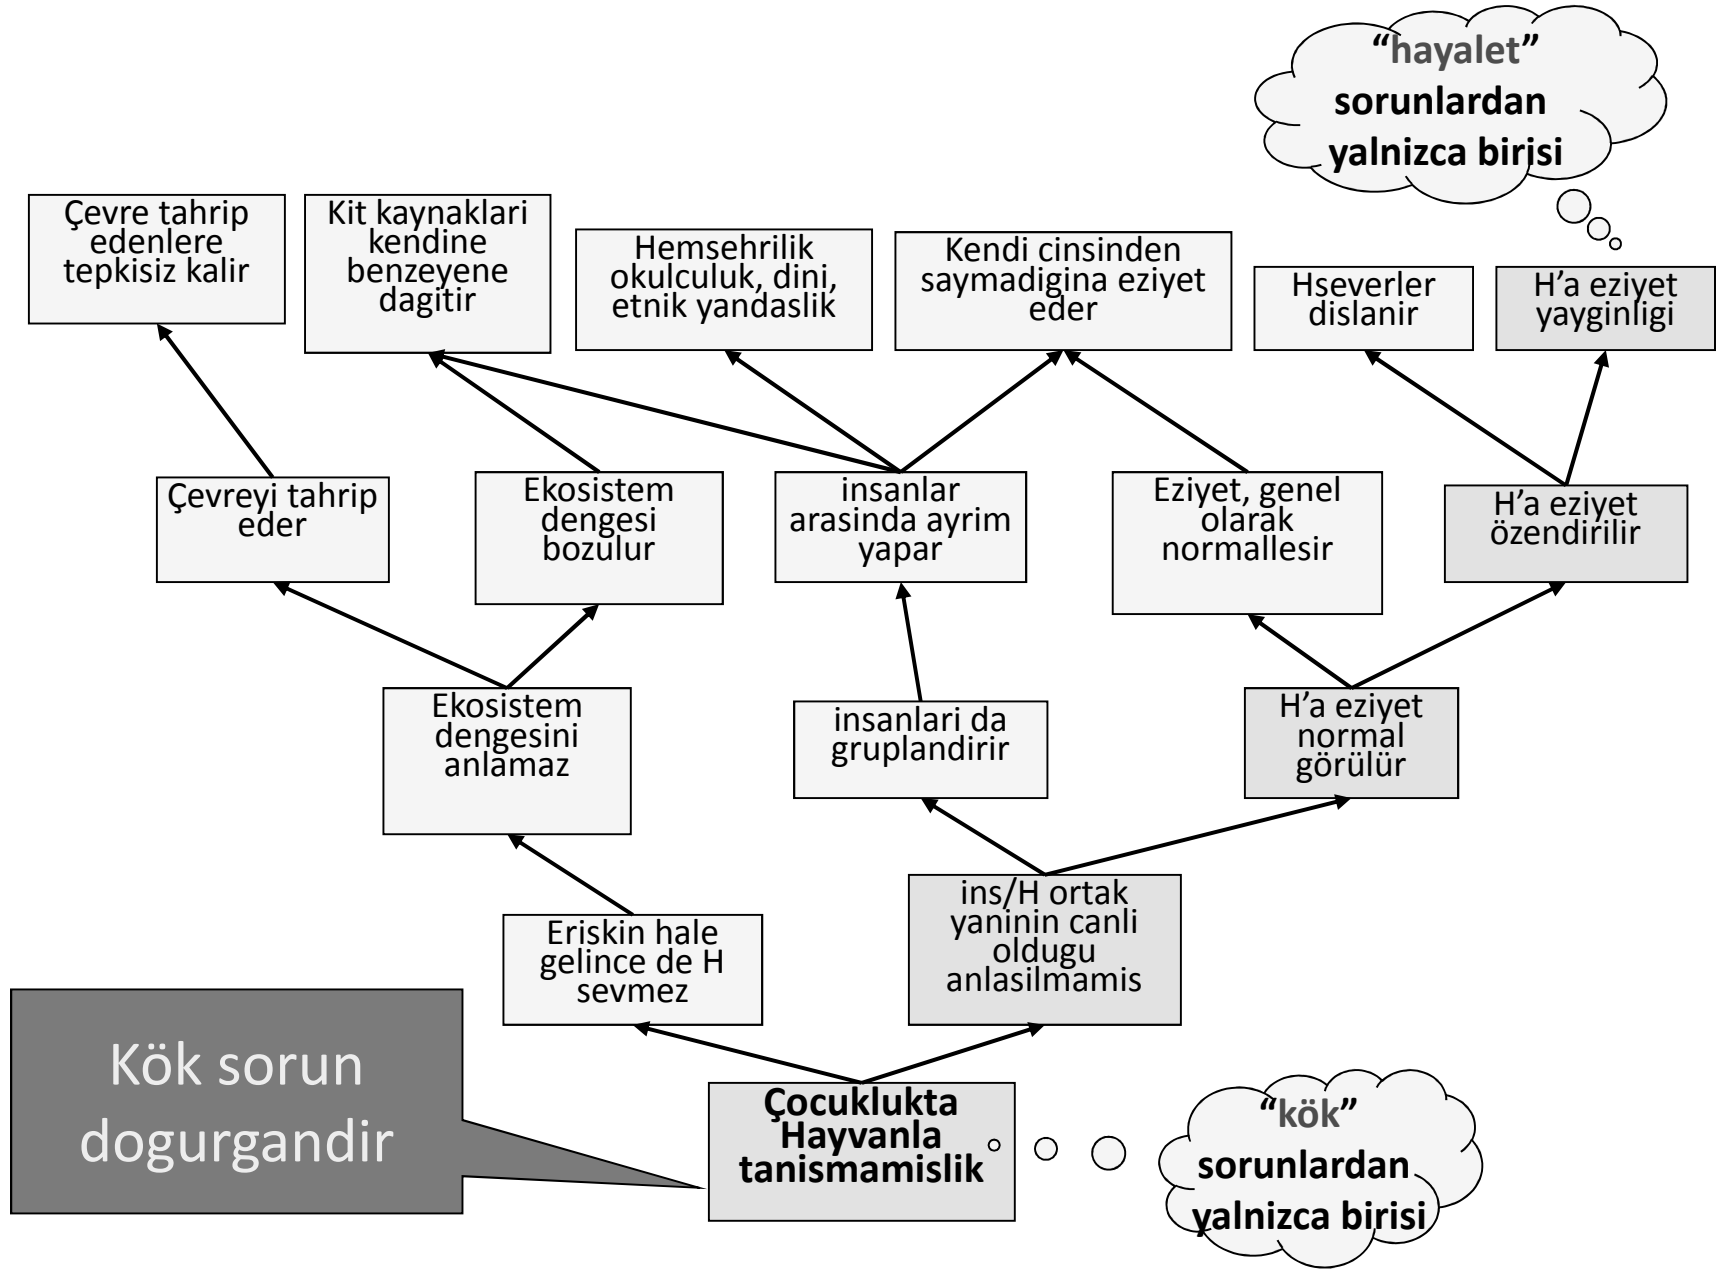 “hayalet”
sorunlardan
yalnizca birisi
Çevre tahrip
edenlere
tepkisiz kalir
Kit kaynaklari
kendine
benzeyene
dagitir
Hemsehrilik
okulculuk, dini,
etnik yandaslik
Kendi cinsinden
saymadigina eziyet
eder
Hseverler
dislanir
H’a eziyet
yayginligi
Çevreyi tahrip
eder
Ekosistem
dengesi
bozulur
insanlar
arasinda ayrim
yapar
Eziyet, genel
olarak
normallesir
H’a eziyet
özendirilir
Ekosistem
dengesini
anlamaz
insanlari da
gruplandirir
H’a eziyet
normal
görülür
Eriskin hale
gelince de H
sevmez
ins/H ortak
yaninin canli
oldugu
anlasilmamis
Kök sorun
dogurgandir
Çocuklukta
Hayvanla
tanismamislik
“kök”
sorunlardan
yalnizca birisi